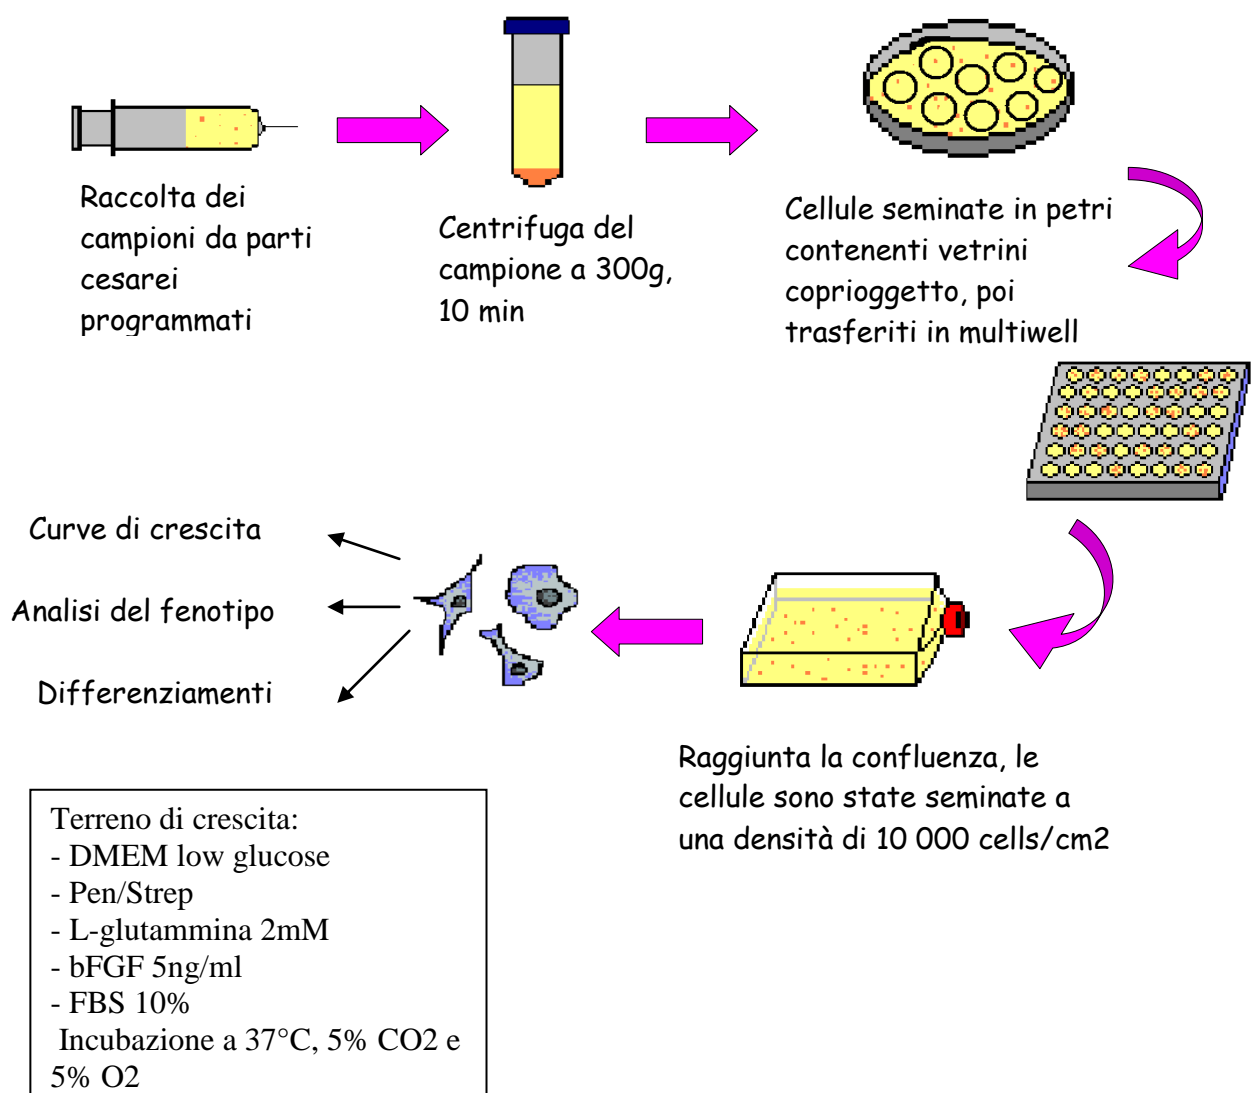 Raccolta dei
campioni da parti
cesarei
programmati
Centrifuga del
campione a 300g,
10 min
Cellule seminate in petri
contenenti vetrini
coprioggetto, poi
trasferiti in multiwell
Curve di crescita
Analisi del fenotipo
Differenziamenti
Raggiunta la confluenza, le
cellule sono state seminate a
una densità di 10 000 cells/cm2
Terreno di crescita:
- DMEM low glucose
- Pen/Strep
- L-glutammina 2mM
- bFGF 5ng/ml
- FBS 10%
Incubazione a 37°C, 5% CO2 e
5% O2